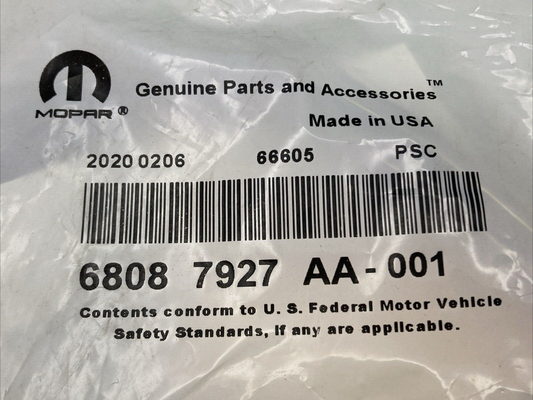 Genuine Parts and Accessories™
MOPAR®
Made in USA
2020 0206 66605 PSC
6808 7927 AA-001
Contents conform to U. S. Federal Motor Vehicle
Safety Standards, If any are applicable.